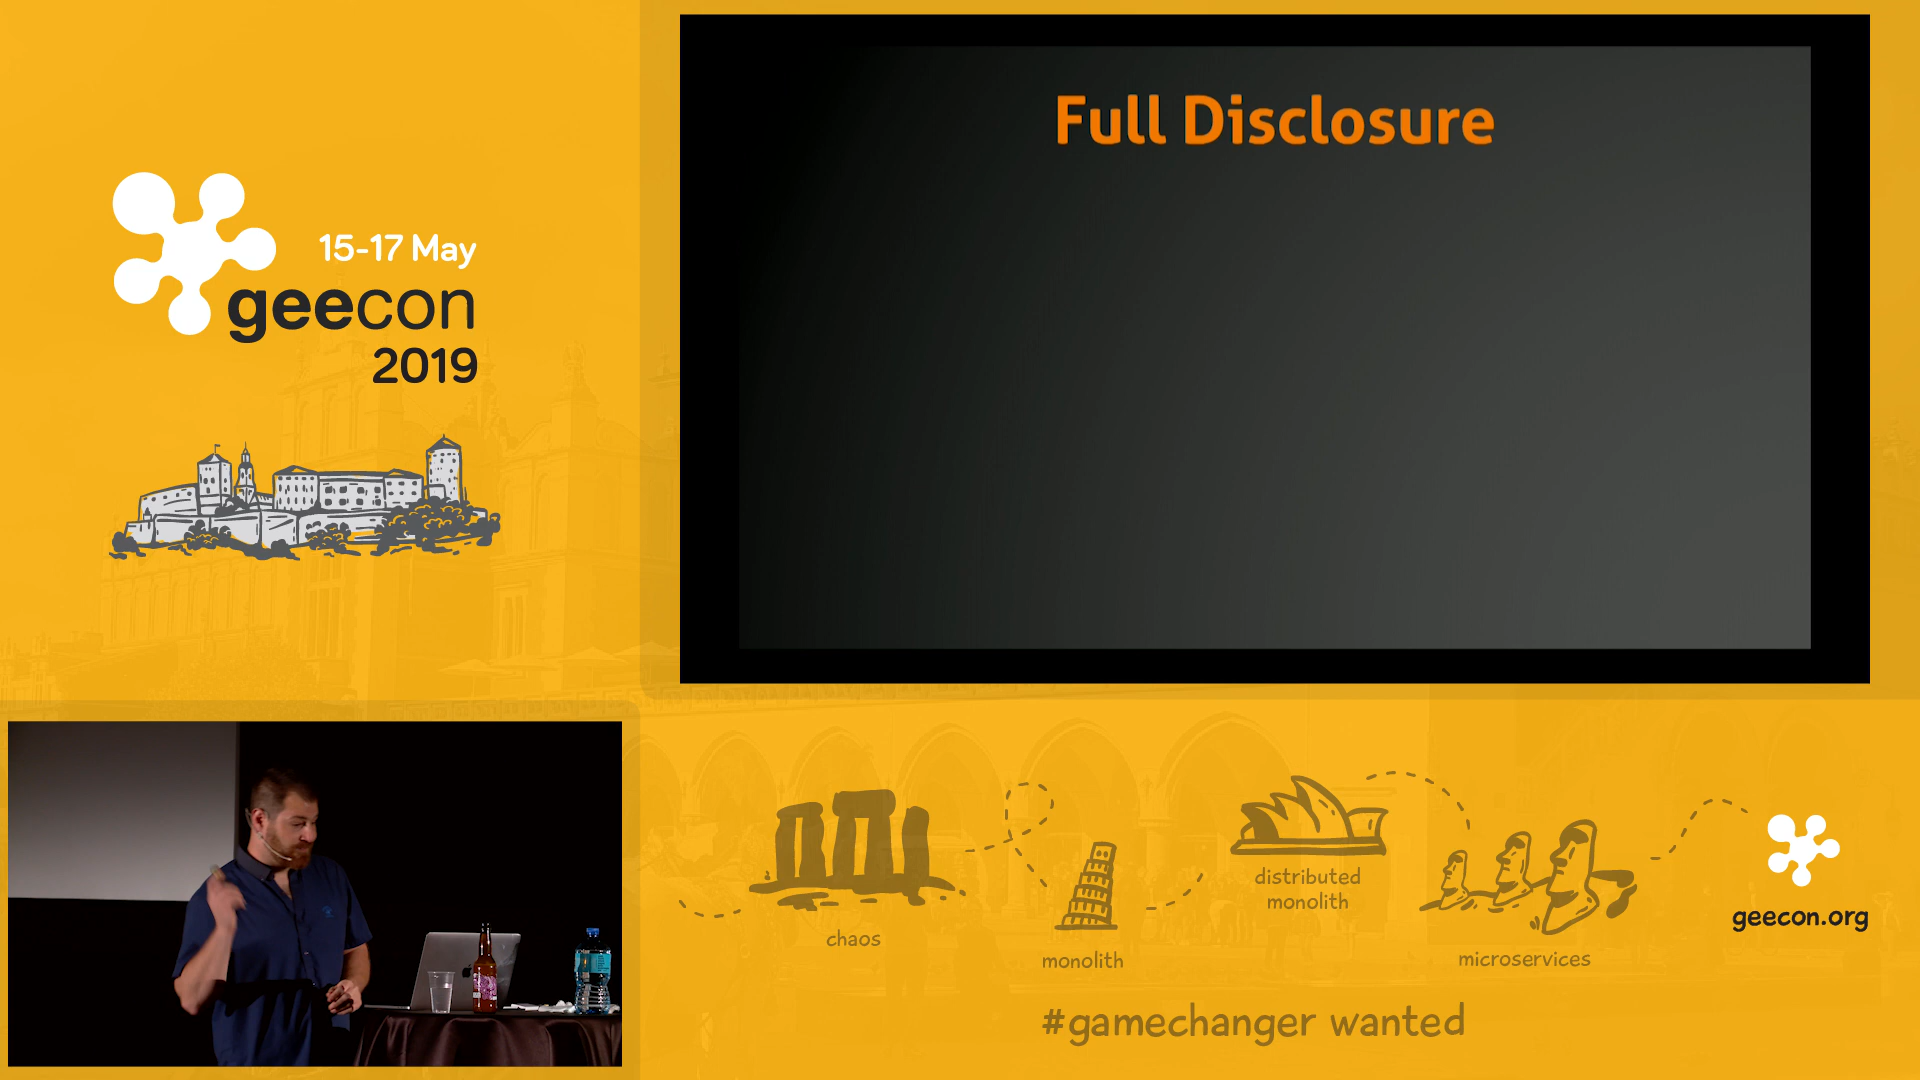 Full Disclosure
15-17 May
geecon
2019
chaos
monolith
distributed
monolith
microservices
geecon.org
#gamechanger wanted